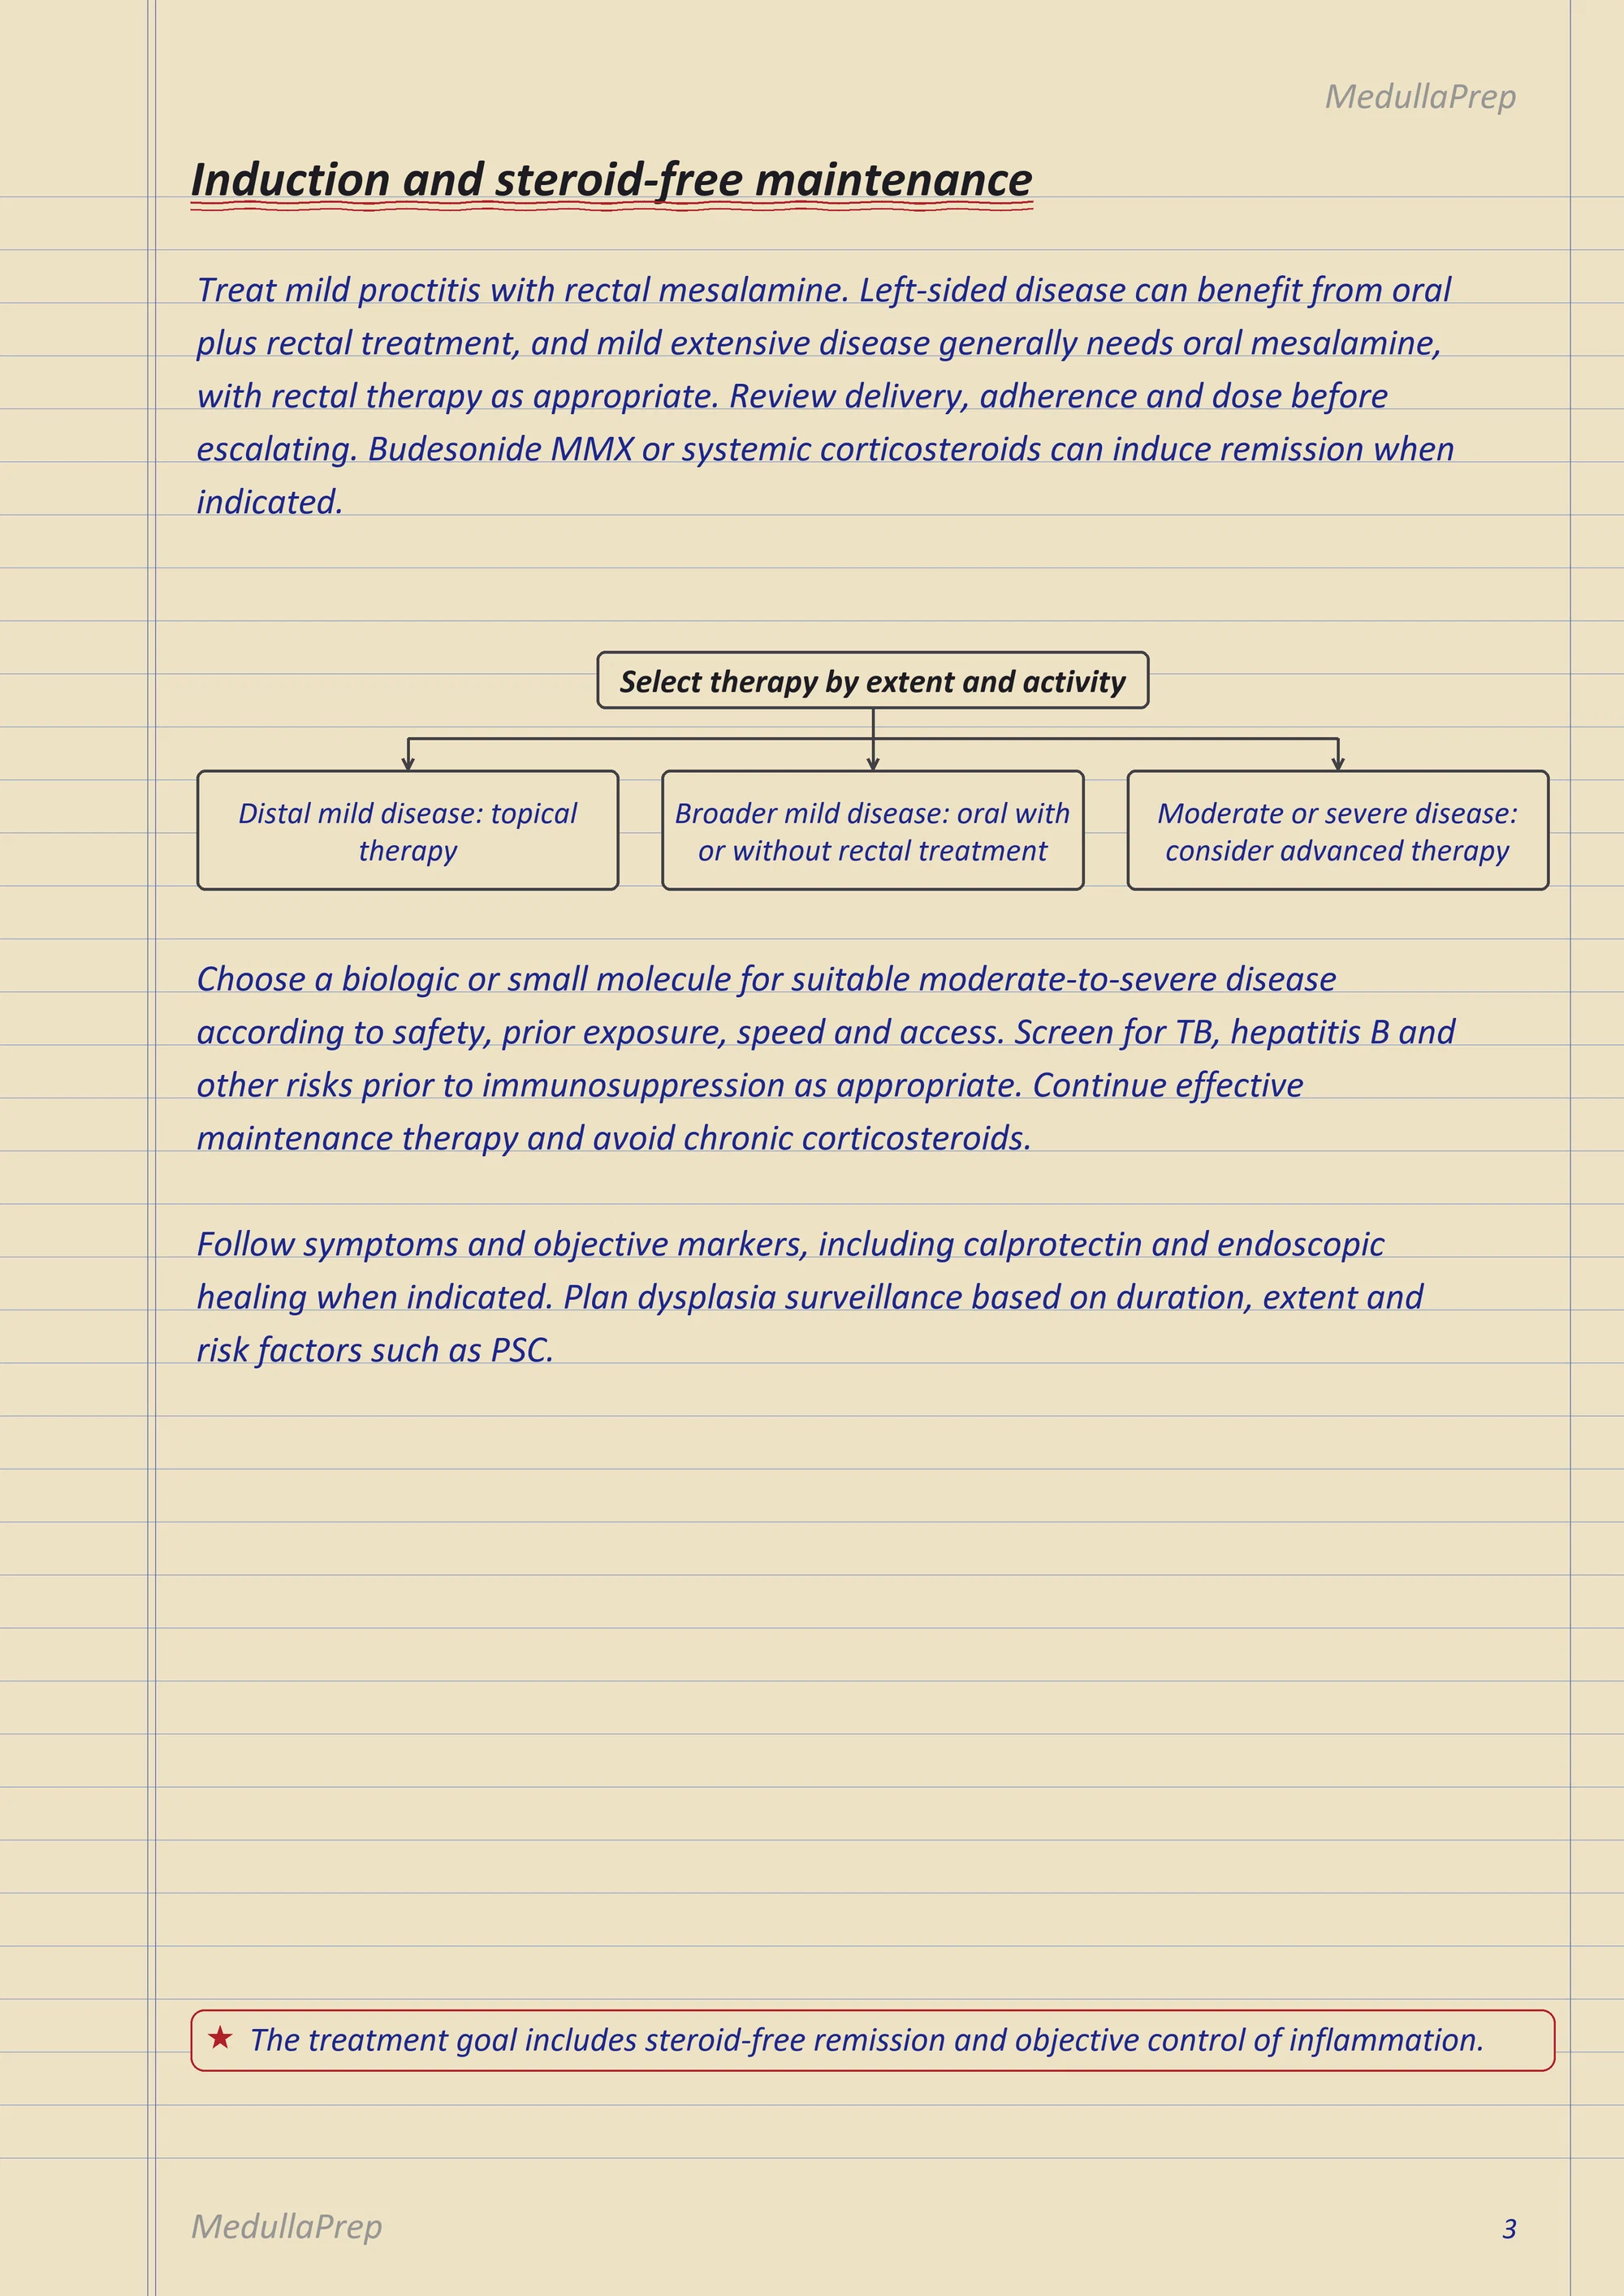 MedullaPrep
Induction and steroid-free maintenance
Treat mild proctitis with rectal mesalamine. Left-sided disease can benefit from oral
plus rectal treatment, and mild extensive disease generally needs oral mesalamine,
with rectal therapy as appropriate. Review delivery, adherence and dose before
escalating. Budesonide MMX or systemic corticosteroids can induce remission when
indicated.
Select therapy by extent and activity
Distal mild disease: topical
therapy
Broader mild disease: oral with
or without rectal treatment
Moderate or severe disease:
consider advanced therapy
Choose a biologic or small molecule for suitable moderate-to-severe disease
according to safety, prior exposure, speed and access. Screen for TB, hepatitis B and
other risks prior to immunosuppression as appropriate. Continue effective
maintenance therapy and avoid chronic corticosteroids.
Follow symptoms and objective markers, including calprotectin and endoscopic
healing when indicated. Plan dysplasia surveillance based on duration, extent and
risk factors such as PSC.
★ The treatment goal includes steroid-free remission and objective control of inflammation.
MedullaPrep
3